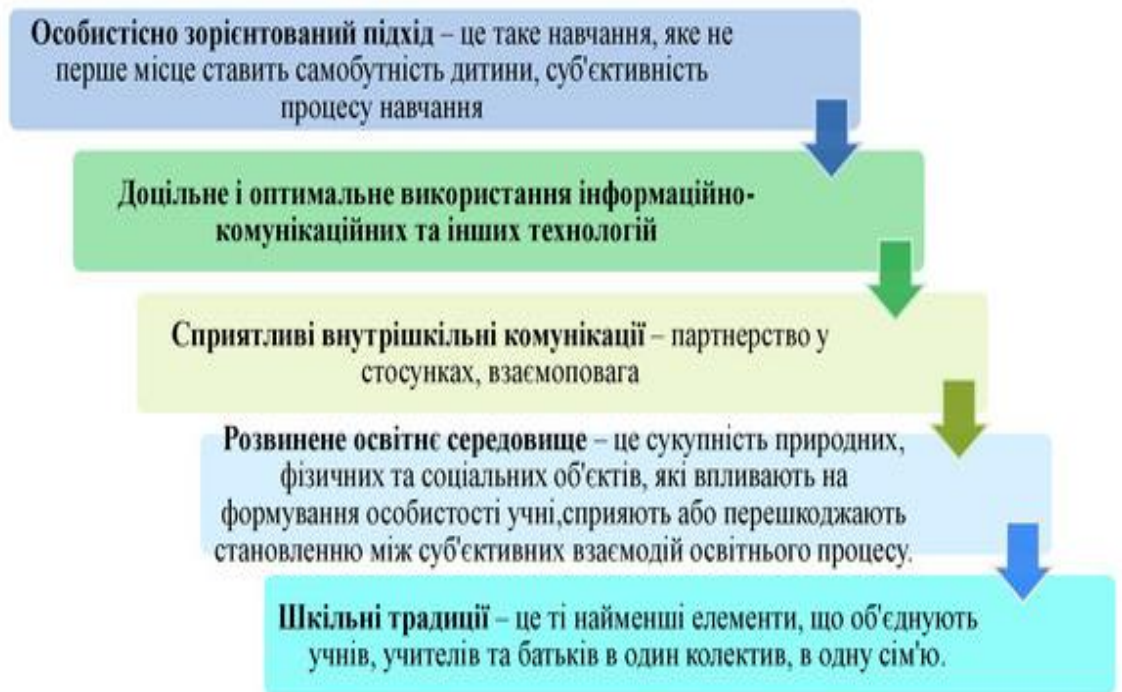 Особистісно зорієнтований підхід – це таке навчання, яке не
перше місце ставить самобутність дитини, суб'єктивність
процесу навчання
Доцільне і оптимальне використання інформаційно-
комунікаційних та інших технологій
Сприятливі внутрішкільні комунікації – партнерство у
стосунках, взаємоповага
Розвинене освітнє середовище – це сукупність природних,
фізичних та соціальних об'єктів, які впливають на
формування особистості учні,сприяють або перешкоджають
становленню між суб'єктивних взаємодій освітнього процесу.
Шкільні традиції – це ті найменші елементи, що об'єднують
учнів, учителів та батьків в один колектив, в одну сім'ю.